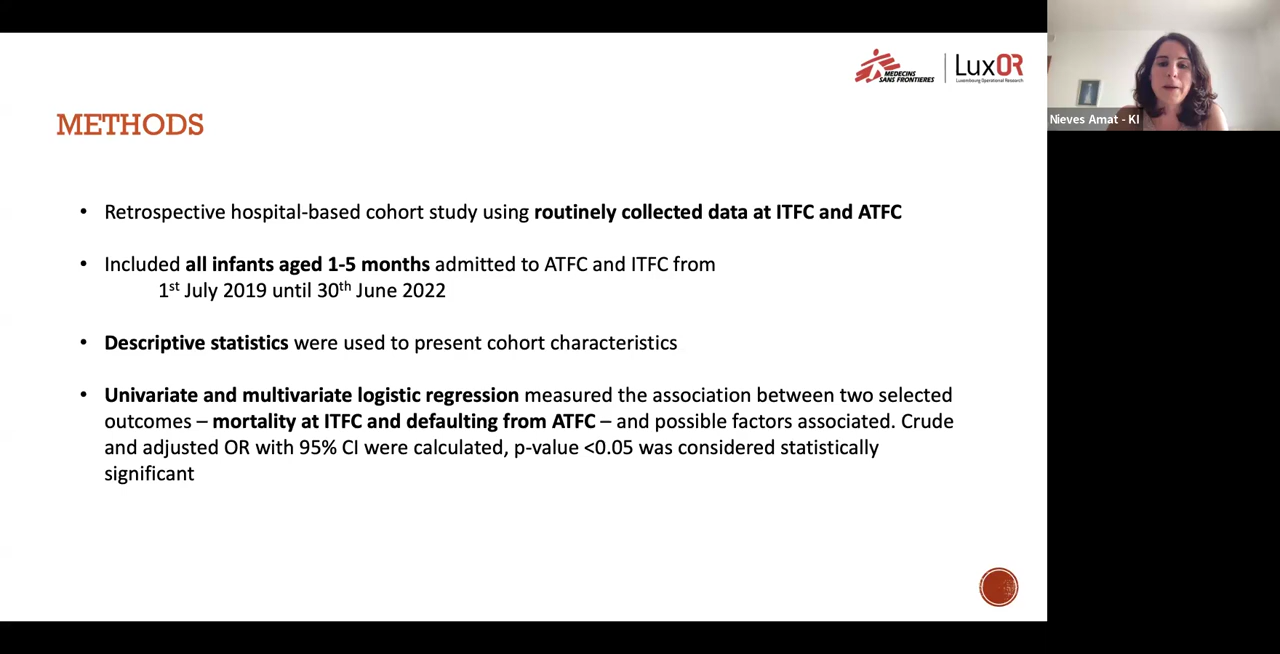 MEDECINS
SANS FRONTIERES
LuxOR
Luxembourg Operational Research
METHODS
• Retrospective hospital-based cohort study using routinely collected data at ITFC and ATFC
• Included all infants aged 1-5 months admitted to ATFC and ITFC from
1st July 2019 until 30th June 2022
• Descriptive statistics were used to present cohort characteristics
• Univariate and multivariate logistic regression measured the association between two selected
outcomes – mortality at ITFC and defaulting from ATFC – and possible factors associated. Crude
and adjusted OR with 95% CI were calculated, p-value <0.05 was considered statistically
significant
Nieves Amat - KI